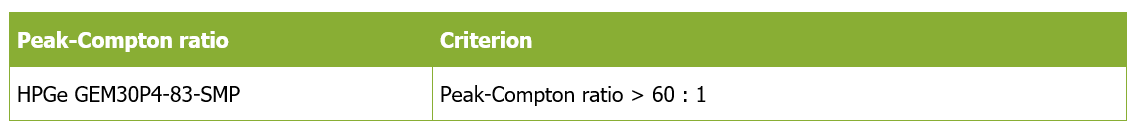 Peak-Compton ratio Criterion
HPGe GEM30P4-83-SMP Peak-Compton ratio > 60 : 1